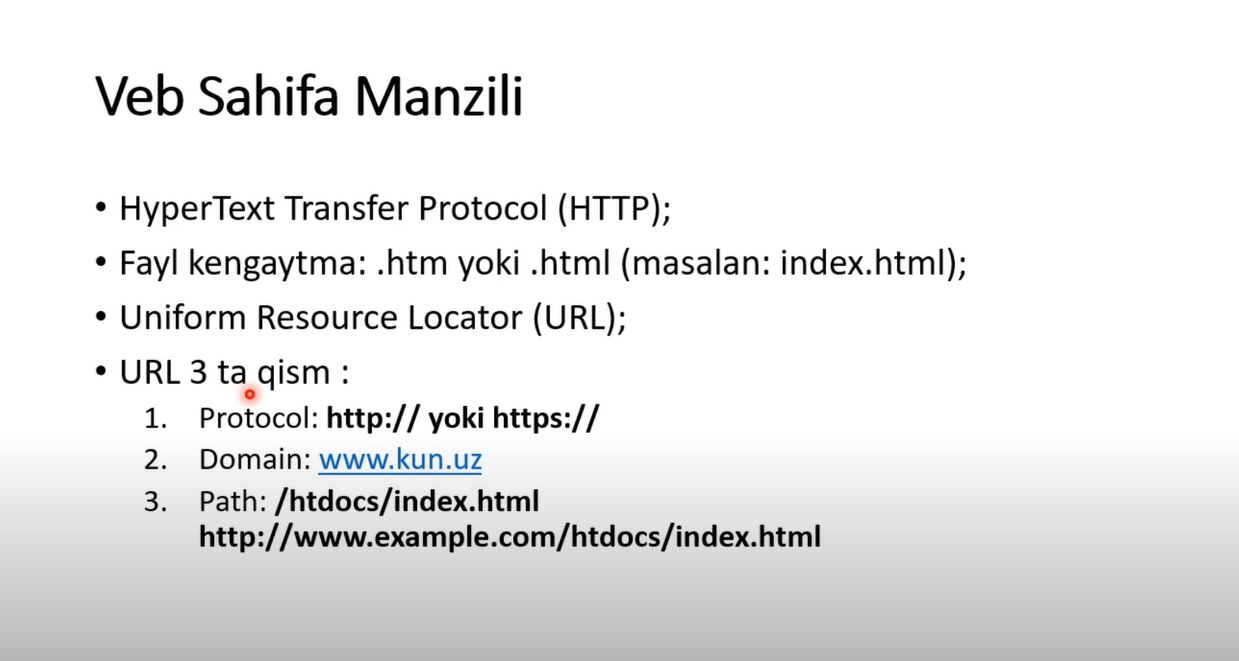 Veb Sahifa Manzili
• HyperText Transfer Protocol (HTTP);
• Fayl kengaytma: .htm yoki .html (masalan: index.html);
• Uniform Resource Locator (URL);
• URL 3 ta qism :
1. Protocol: http:// yoki https://
2. Domain: www.kun.uz
3. Path: /htdocs/index.html
http://www.example.com/htdocs/index.html